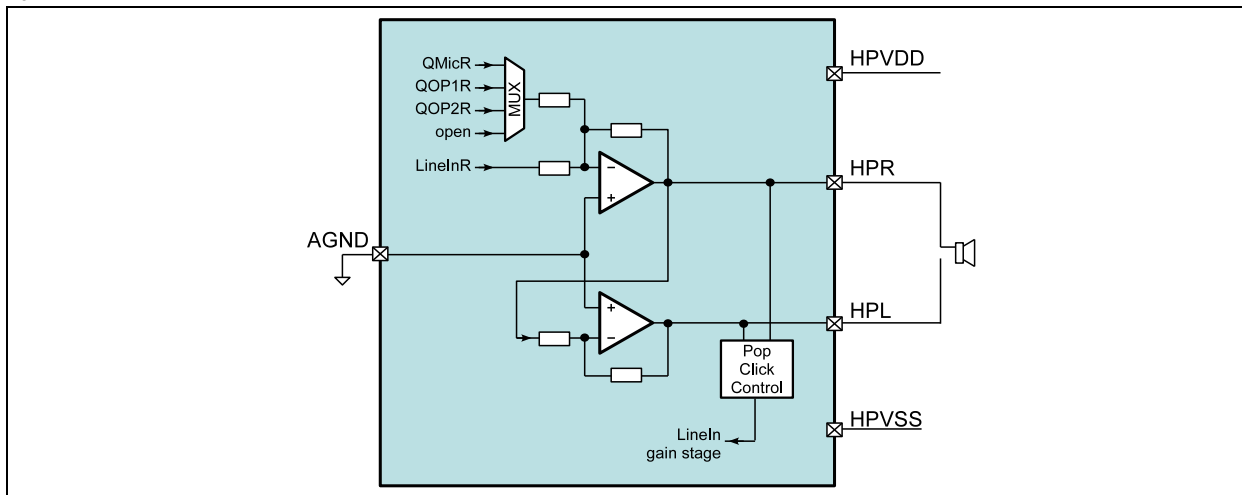 QMicR
QOP1R
QOP2R
open
MUX
LineInR
−
+
AGND
+
−
Pop
Click
Control
LineIn
gain stage
HPVDD
HPR
HPL
HPVSS